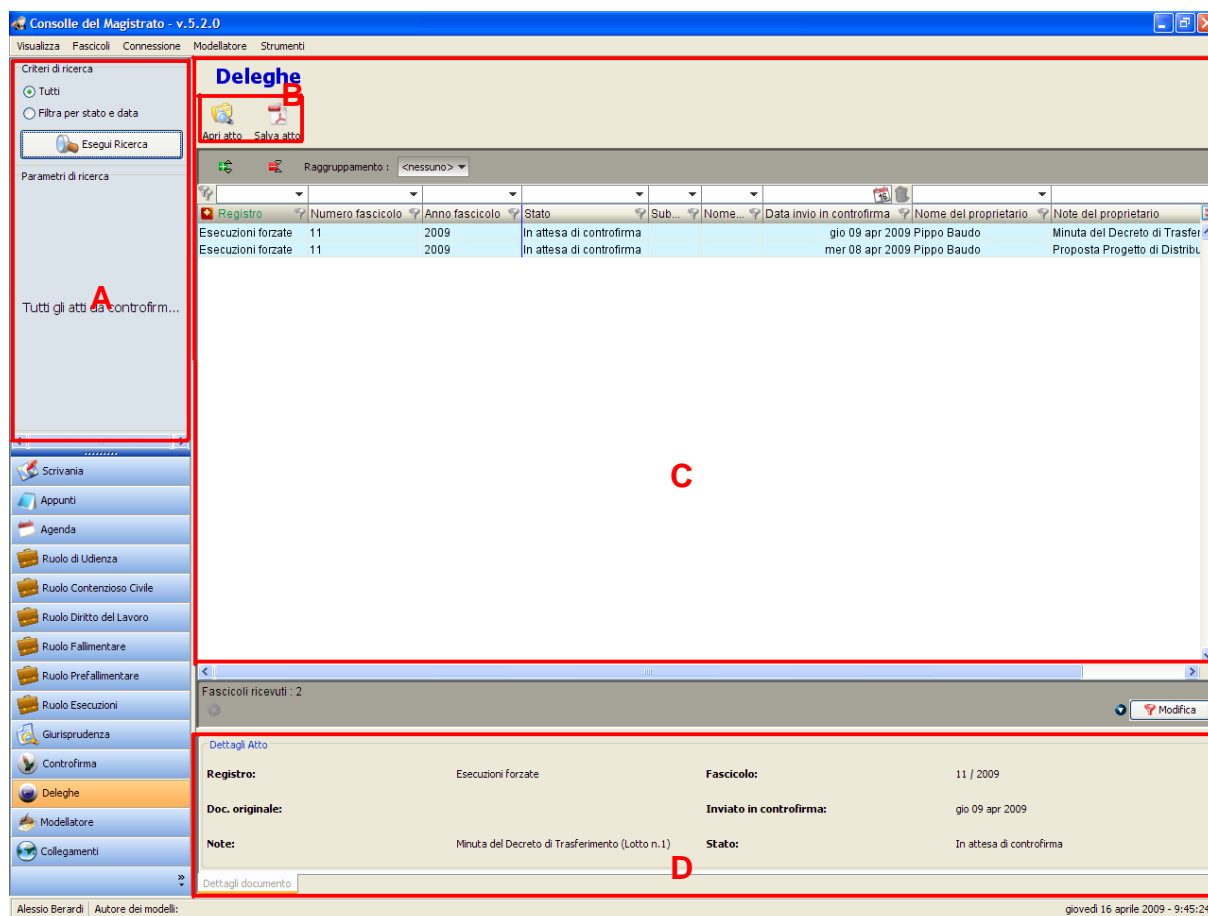 Consolle del Magistrato - v.5.2.0
Visualizza Fascicoli Connessione Modellatore Strumenti
Criteri di ricerca
Tutti
Filtra per stato e data
Esegui Ricerca
Parametri di ricerca
A
Tutti gli atti da controfirm...
Scrivania
Appunti
Agenda
Ruolo di Udienza
Ruolo Contenzioso Civile
Ruolo Diritto del Lavoro
Ruolo Fallimentare
Ruolo Prefallimentare
Ruolo Esecuzioni
Giurisprudenza
Controfirma
Deleghe
Modellatore
Collegamenti
Deleghe
B
Apri atto Salva atto
Raggruppamento : <nessuno>
16
Registro Numero fascicolo Anno fascicolo Stato Sub... Nome... Data invio in controfirma Nome del proprietario Note del proprietario
Esecuzioni forzate 11 2009 In attesa di controfirma gio 09 apr 2009 Pippo Baudo Minuta del Decreto di Trasfer
Esecuzioni forzate 11 2009 In attesa di controfirma mer 08 apr 2009 Pippo Baudo Proposta Progetto di Distribu
C
Fascicoli ricevuti : 2
Modifica
Dettagli Atto
Registro: Esecuzioni forzate Fascicolo: 11 / 2009
Doc. originale: Inviato in controfirma: gio 09 apr 2009
Note: Minuta del Decreto di Trasferimento (Lotto n.1) Stato: In attesa di controfirma
D
Dettagli documento
Alessio Berardi Autore dei modelli: giovedì 16 aprile 2009 - 9:45:24